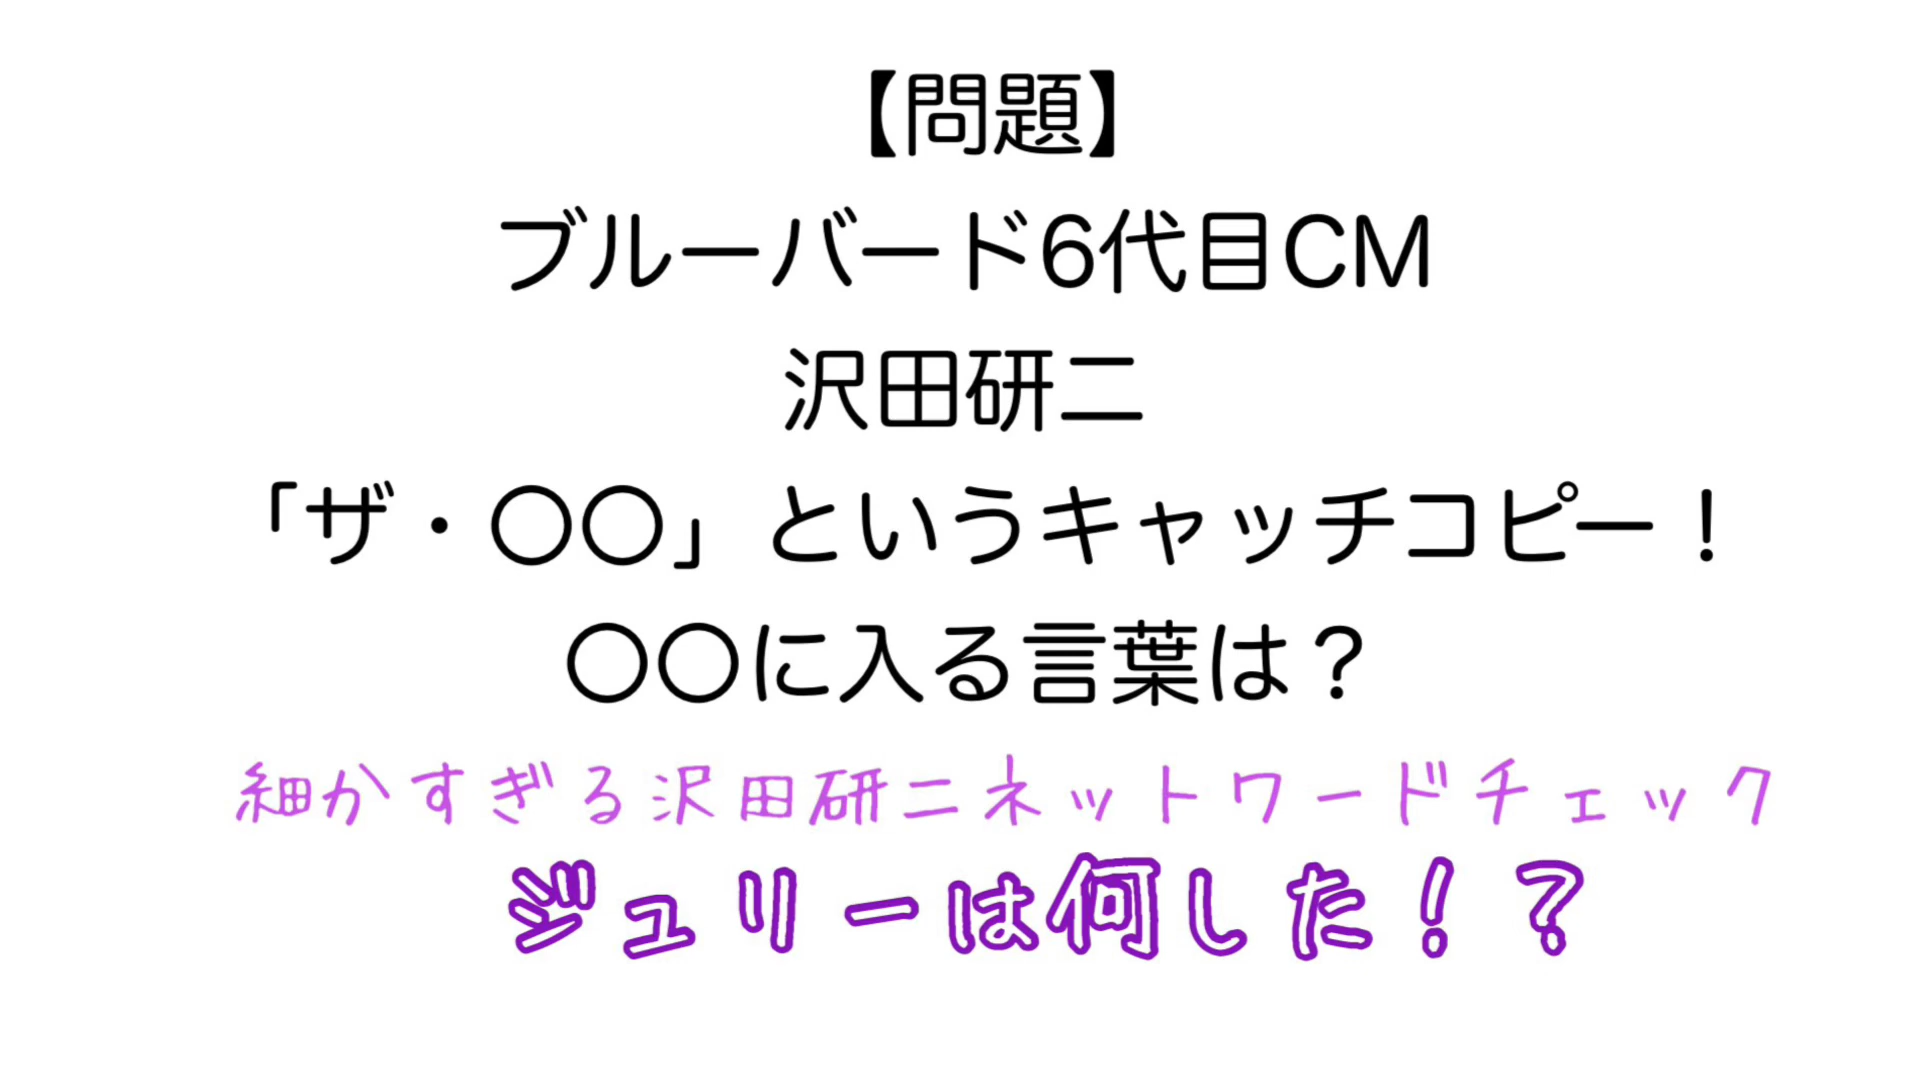 【問題】
ブルーバード6代目CM
沢田研二
「ザ・〇〇」というキャッチコピー！
〇〇に入る言葉は？
細かすぎる沢田研二ネットワードチェック
ジュリーは何した！？